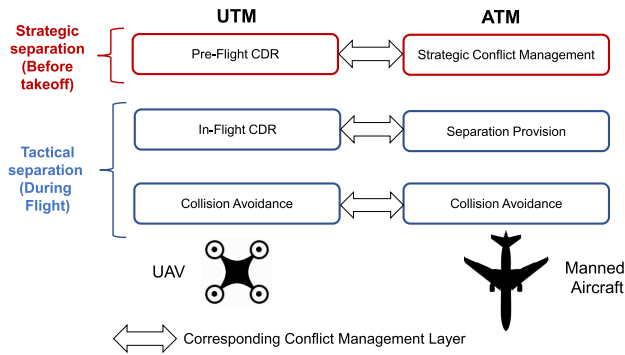 UTM
ATM
Strategic
separation
(Before
takeoff)
Pre-Flight CDR
Strategic Conflict Management
Tactical
separation
(During
Flight)
In-Flight CDR
Separation Provision
Collision Avoidance
Collision Avoidance
UAV
Manned
Aircraft
Corresponding Conflict Management Layer